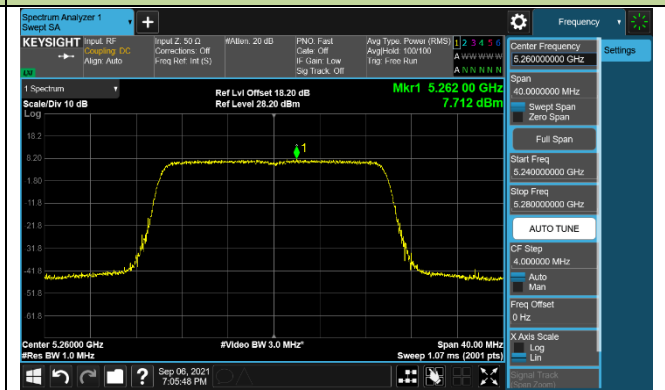 Spectrum Analyzer 1
Swept SA
+
Frequency
KEYSIGHT
Input: RF
Coupling: DC
Align: Auto
Input Z: 50 Ω
Corrections: Off
Freq Ref: Int (S)
#Atten: 20 dB
PNO: Fast
Gate: Off
IF Gain: Low
Sig Track: Off
Avg Type: Power (RMS)
Avg|Hold: 100/100
Trig: Free Run
1 2 3 4 5 6
A W W W W W
A N N N N N
LXI
Center Frequency
5.260000000 GHz
Settings
Span
40.0000000 MHz
Swept Span
Zero Span
Full Span
Start Freq
5.240000000 GHz
Stop Freq
5.280000000 GHz
AUTO TUNE
CF Step
4.000000 MHz
Auto
Man
Freq Offset
0 Hz
X Axis Scale
Log
Lin
Signal Track
(Span Zoom)
1 Spectrum
Scale/Div 10 dB
Log
Ref Lvl Offset 18.20 dB
Ref Level 28.20 dBm
Mkr1 5.262 00 GHz
7.712 dBm
18.2
8.20
-1.80
-11.8
-21.8
-31.8
-41.8
-51.8
-61.8
1
Center 5.26000 GHz
#Res BW 1.0 MHz
#Video BW 3.0 MHz*
Span 40.00 MHz
Sweep 1.07 ms (2001 pts)
?
Sep 06, 2021
7:05:48 PM